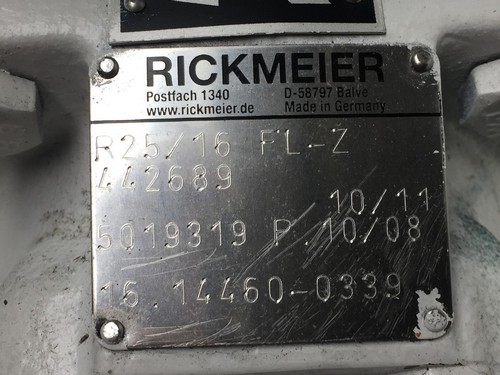 RICKMEIER
Postfach 1340 D-58797 Balve
www.rickmeier.de Made in Germany
R25/16 FL-Z
442689
10/11
5019319 P.10/08
16.14460-0339